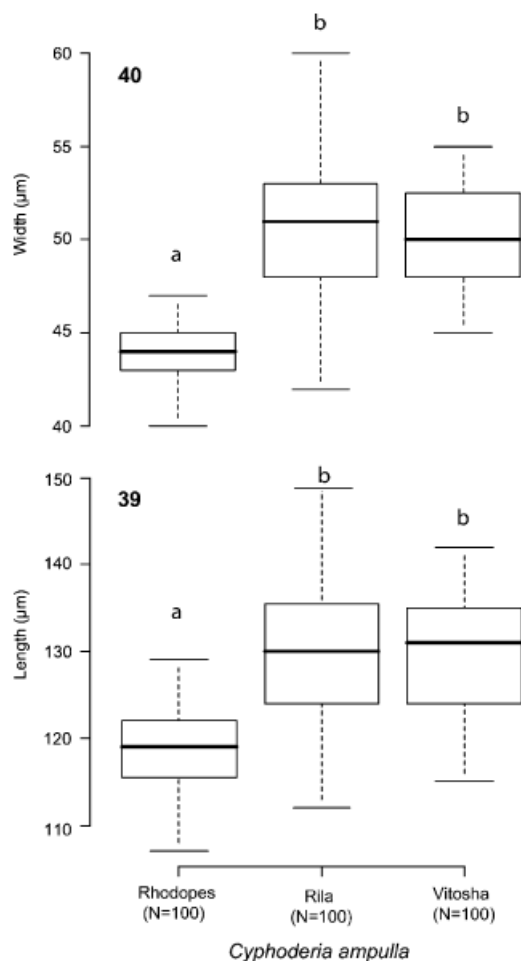 b
60
40
55
b
Width (µm)
50
a
45
40
150
b
39
b
140
a
Length (µm)
130
120
110
Rhodopes
(N=100)
Rila
(N=100)
Vitosha
(N=100)
Cyphoderia ampulla